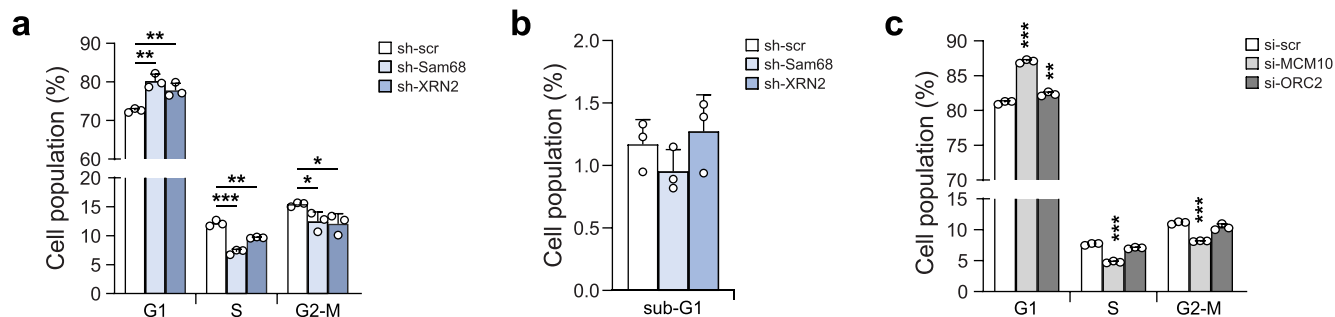 a
Cell population (%)
90
80
70
60
20
15
10
5
0
**
**
***
**
*
*
G1 S G2-M
sh-scr
sh-Sam68
sh-XRN2
b
Cell population (%)
2.0
1.5
1.0
0.5
0.0
sub-G1
sh-scr
sh-Sam68
sh-XRN2
c
Cell population (%)
90
85
80
75
70
15
10
5
0
***
**
***
***
G1 S G2-M
si-scr
si-MCM10
si-ORC2